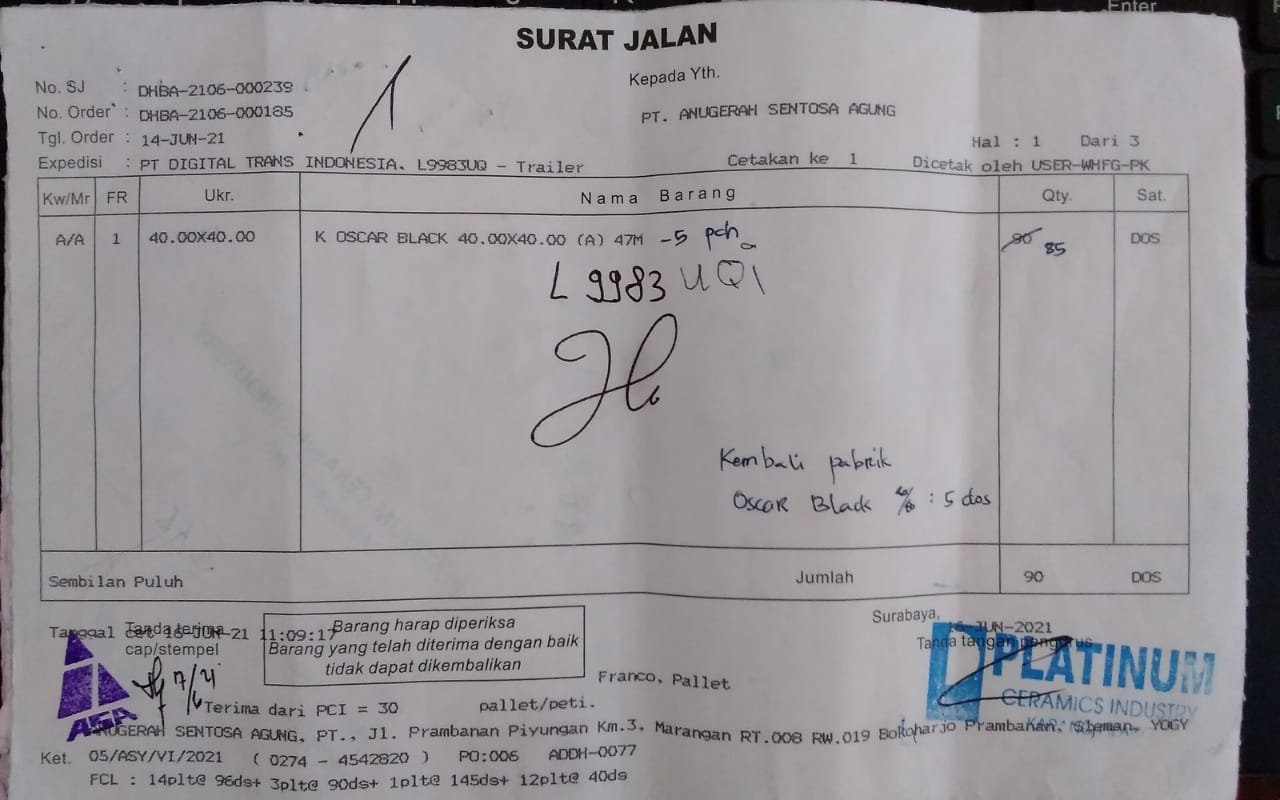 Enter
SURAT JALAN
No. SJ : DHBA-2106-000239
Kepada Yth.
No. Order : DHBA-2106-000185
PT. ANUGERAH SENTOSA AGUNG
Tgl. Order : 14-JUN-21
Hal : 1 Dari 3
Expedisi : PT DIGITAL TRANS INDONESIA. L9983UQ - Trailer
Cetakan ke 1 Dicetak oleh USER-WHFG-PK
Kw/Mr FR Ukr. Nama Barang Qty. Sat.
A/A 1 40.00X40.00 K OSCAR BLACK 40.00X40.00 (A) 47M -5 pch 90 85 DOS
L 9983 UQ
Kembali pabrik
Oscar Black 40/40 : 5 dos
Sembilan Puluh Jumlah 90 DOS
Surabaya, 16-JUN-2021
Tanggal cet 16-JUN-21 11:09:17
Tanda terima
cap/stempel
Barang harap diperiksa
Barang yang telah diterima dengan baik
tidak dapat dikembalikan
Tanda tangan pengurus
PLATINUM
CERAMICS INDUSTRY
ASA
17/6 21
Franco, Pallet
Terima dari PCI = 30 pallet/peti.
ANUGERAH SENTOSA AGUNG, PT., Jl. Prambanan Piyungan Km.3, Marangan RT.008 RW.019 Bokoharjo Prambanan, Sleman, YOGY
Ket. 05/ASY/VI/2021 ( 0274 - 4542820 ) PO:006 ADDH-0077
FCL : 14plt@ 96ds+ 3plt@ 90ds+ 1plt@ 145ds+ 12plt@ 40ds